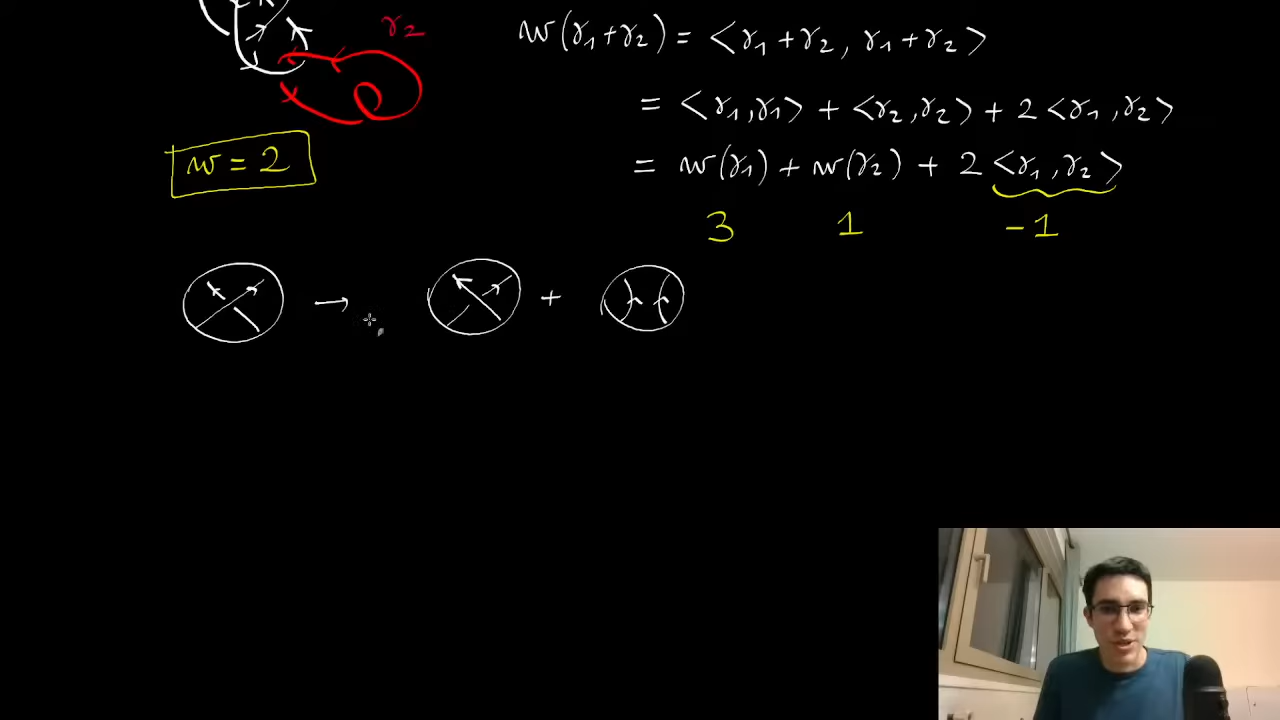 γ2
w(γ1+γ2) = <γ1+γ2, γ1+γ2>
= <γ1,γ1> + <γ2,γ2> + 2<γ1,γ2>
w = 2
= w(γ1) + w(γ2) + 2<γ1,γ2>
3 1 -1
→ +